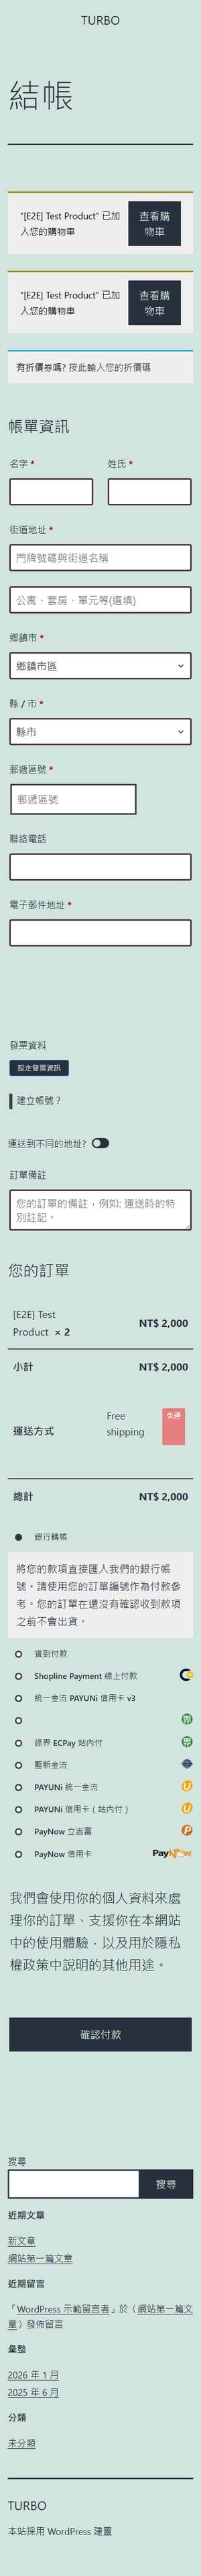 TURBO
結帳
“[E2E] Test Product” 已加
入您的購物車
查看購
物車
“[E2E] Test Product” 已加
入您的購物車
查看購
物車
有折價券嗎? 按此輸入您的折價碼
帳單資訊
名字 *
姓氏 *
街道地址 *
門牌號碼與街道名稱
公寓、套房、單元等(選填)
鄉鎮市 *
鄉鎮市區
縣 / 市 *
縣市
郵遞區號 *
郵遞區號
聯絡電話
電子郵件地址 *
發票資料
設定發票資訊
建立帳號？
運送到不同的地址?
訂單備註
您的訂單的備註，例如: 運送時的特
別註記。
您的訂單
[E2E] Test
Product × 2
NT$ 2,000
小計
NT$ 2,000
運送方式
Free
shipping
免運
總計
NT$ 2,000
銀行轉帳
將您的款項直接匯入我們的銀行帳
號。請使用您的訂單編號作為付款參
考。您的訂單在還沒有確認收到款項
之前不會出貨。
貨到付款
Shopline Payment 線上付款
統一金流 PAYUNi 信用卡 v3
綠界 ECPay 站內付
藍新金流
PAYUNi 統一金流
PAYUNi 信用卡（站內付）
PayNow 立吉富
PayNow 信用卡
PayNow
我們會使用你的個人資料來處
理你的訂單、支援你在本網站
中的使用體驗，以及用於隱私
權政策中說明的其他用途。
確認付款
搜尋
搜尋
近期文章
新文章
網站第一篇文章
近期留言
「WordPress 示範留言者」於〈網站第一篇文
章〉發佈留言
彙整
2026 年 1 月
2025 年 6 月
分類
未分類
TURBO
本站採用 WordPress 建置